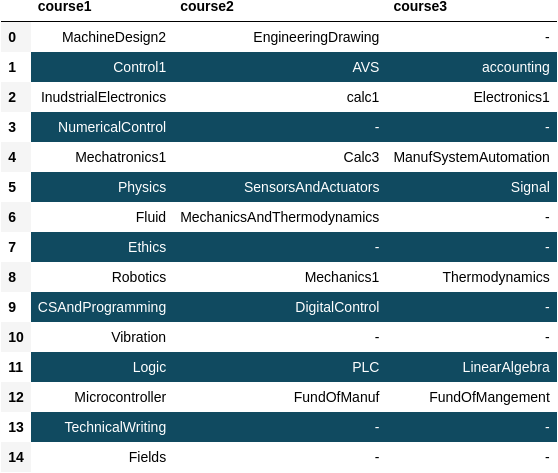 course1 course2 course3
0 MachineDesign2 EngineeringDrawing -
1 Control1 AVS accounting
2 InudstrialElectronics calc1 Electronics1
3 NumericalControl - -
4 Mechatronics1 Calc3 ManufSystemAutomation
5 Physics SensorsAndActuators Signal
6 Fluid MechanicsAndThermodynamics -
7 Ethics - -
8 Robotics Mechanics1 Thermodynamics
9 CSAndProgramming DigitalControl -
10 Vibration - -
11 Logic PLC LinearAlgebra
12 Microcontroller FundOfManuf FundOfMangement
13 TechnicalWriting - -
14 Fields - -